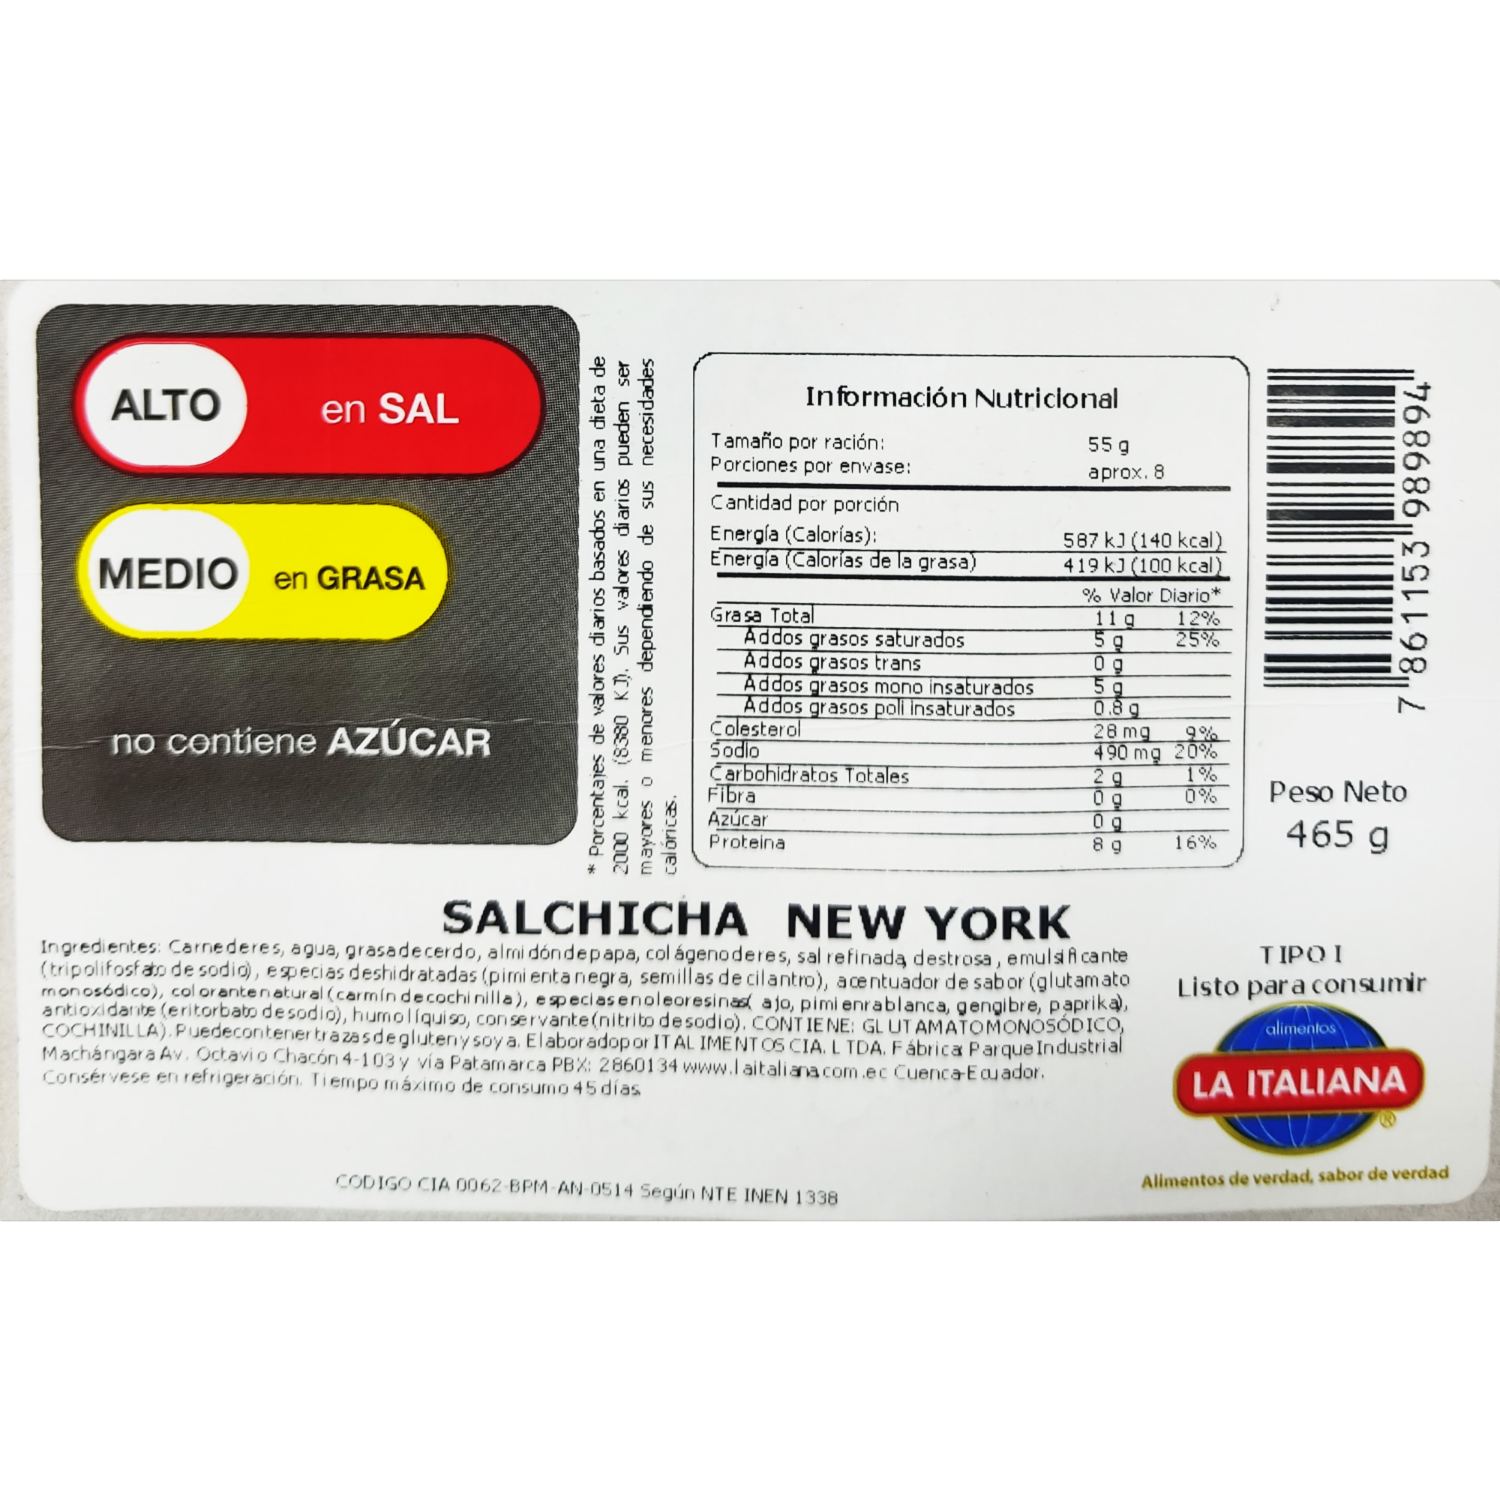 ALTO en SAL
MEDIO en GRASA
no contiene AZÚCAR
* Porcentajes de valores diarios basados en una dieta de
2000 kcal. (8380 KJ). Sus valores diarios pueden ser
mayores o menores dependiendo de sus necesidades
calóricas.
Información Nutricional
Tamaño por ración: 55 g
Porciones por envase: aprox. 8
Cantidad por porción
Energía (Calorías): 587 kJ (140 kcal)
Energía (Calorías de la grasa) 419 kJ (100 kcal)
% Valor Diario*
Grasa Total 11 g 12%
Áddos grasos saturados 5 g 25%
Áddos grasos trans 0 g
Áddos grasos mono insaturados 5 g
Áddos grasos poli insaturados 0.8 g
Colesterol 28 mg 9%
Sodio 490 mg 20%
Carbohidratos Totales 2 g 1%
Fibra 0 g 0%
Azúcar 0 g
Proteina 8 g 16%
7861153989894
Peso Neto
465 g
SALCHICHA NEW YORK
Ingredientes: Carne de res, agua, grasa de cerdo, almidón de papa, colágeno de res, sal refinada, destrosa, emulsificante
(tripolifosfato de sodio), especias deshidratadas (pimienta negra, semillas de cilantro), acentuador de sabor (glutamato
monosódico), colorante natural (carmín de cochinilla), especias en oleoresinas( ajo, pimienra blanca, gengibre, paprika),
antioxidante (eritorbato de sodio), humo líquiso, conservante (nitrito de sodio). CONTIENE: GLUTAMATO MONOSÓDICO,
COCHINILLA). Puede contener trazas de gluten y soya. Elaborado por ITALIMENTOS CIA. LTDA. Fábrica: Parque Industrial
Machángara Av. Octavio Chacón 4-103 y vía Patamarca PBX: 2860134 www.laitaliana.com.ec Cuenca-Ecuador.
Consérvese en refrigeración. Tiempo máximo de consumo 45 días
TIPO I
Listo para consumir
alimentos
LA ITALIANA
®
Alimentos de verdad, sabor de verdad
CODIGO CIA 0062-BPM-AN-0514 Según NTE INEN 1338